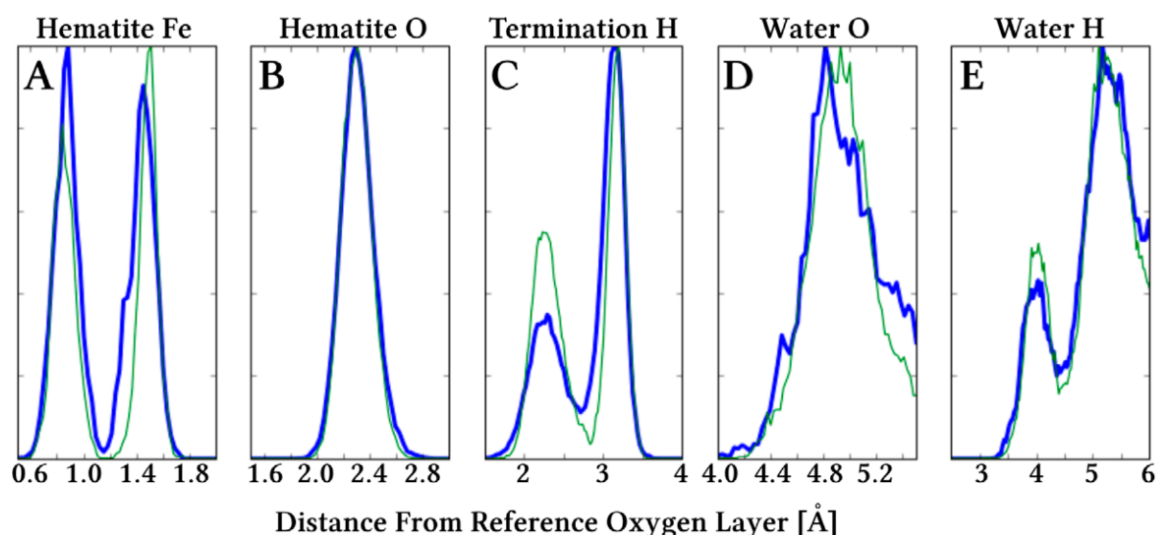 Hematite Fe Hematite O Termination H Water O Water H
A B C D E
0.6 1.0 1.4 1.8 1.6 2.0 2.4 2.8 2 3 4 4.0 4.4 4.8 5.2 3 4 5 6
Distance From Reference Oxygen Layer [Å]